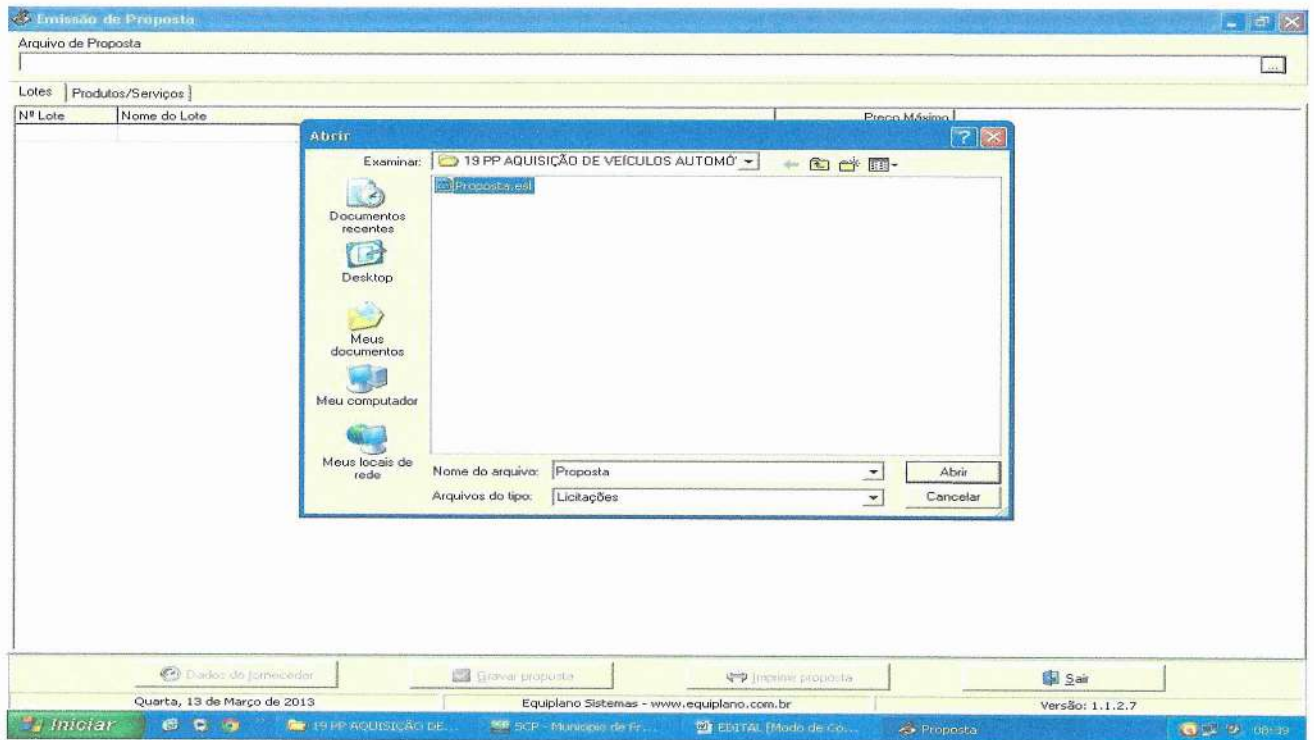 Emissão de Proposta
Arquivo de Proposta
...
Lotes Produtos/Serviços
Nº Lote Nome do Lote Preço Máximo
Abrir
Examinar: 19 PP AQUISIÇÃO DE VEÍCULOS AUTOMÓ
Proposta.esl
Documentos
recentes
Desktop
Meus
documentos
Meu computador
Meus locais de
rede
Nome do arquivo: Proposta Abrir
Arquivos do tipo: Licitações Cancelar
Dados do fornecedor Gravar proposta Imprimir proposta Sair
Quarta, 13 de Março de 2013 Equiplano Sistemas - www.equiplano.com.br Versão: 1.1.2.7
Iniciar 19 PP AQUISIÇÃO DE... SCP - Municipio de Fr... EDITAL [Modo de Co... Proposta 08:39